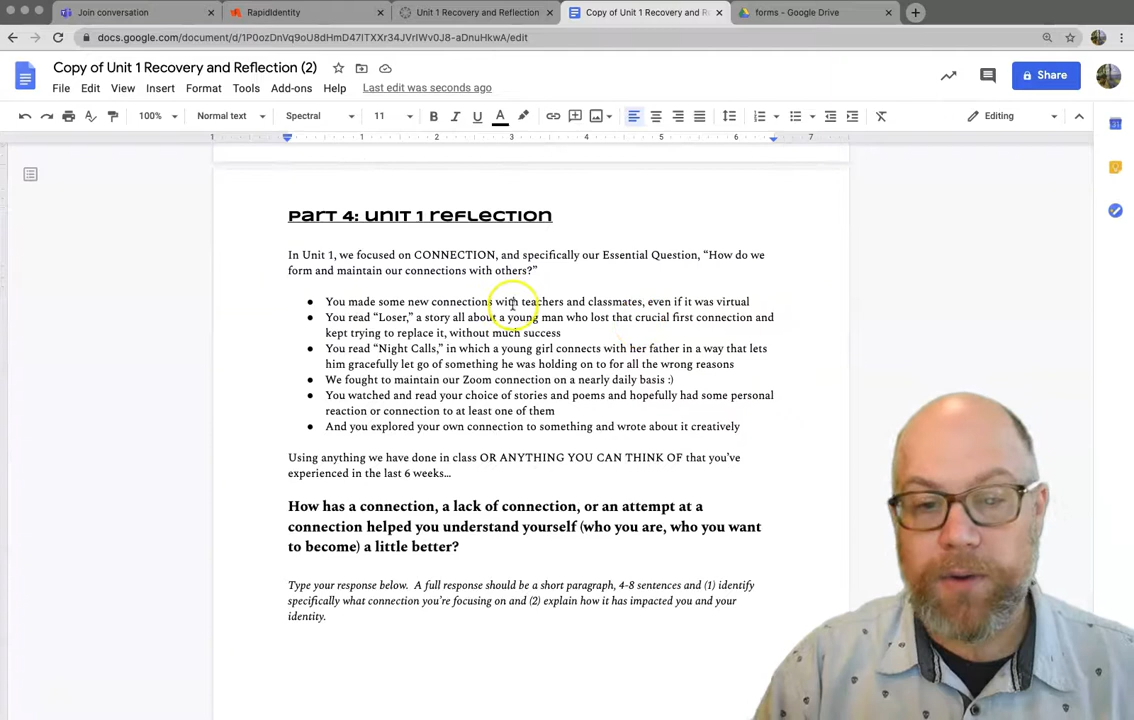 Join conversation
RapidIdentity
Unit 1 Recovery and Reflection
Copy of Unit 1 Recovery and Re
forms - Google Drive
docs.google.com/document/d/1P0ozDnVq9oU8dHmD47ITXXr34JVrIWv0J8-aDnuHkwA/edit
Copy of Unit 1 Recovery and Reflection (2)
Share
File Edit View Insert Format Tools Add-ons Help Last edit was seconds ago
100% Normal text Spectral 11 B I U A Editing
1 1 2 3 4 5 6 7
Part 4: Unit 1 Reflection
In Unit 1, we focused on CONNECTION, and specifically our Essential Question, “How do we
form and maintain our connections with others?”
● You made some new connections with teachers and classmates, even if it was virtual
● You read “Loser,” a story all about a young man who lost that crucial first connection and
kept trying to replace it, without much success
● You read “Night Calls,” in which a young girl connects with her father in a way that lets
him gracefully let go of something he was holding on to for all the wrong reasons
● We fought to maintain our Zoom connection on a nearly daily basis :)
● You watched and read your choice of stories and poems and hopefully had some personal
reaction or connection to at least one of them
● And you explored your own connection to something and wrote about it creatively
Using anything we have done in class OR ANYTHING YOU CAN THINK OF that you’ve
experienced in the last 6 weeks…
How has a connection, a lack of connection, or an attempt at a
connection helped you understand yourself (who you are, who you want
to become) a little better?
Type your response below. A full response should be a short paragraph, 4-8 sentences and (1) identify
specifically what connection you’re focusing on and (2) explain how it has impacted you and your
identity.